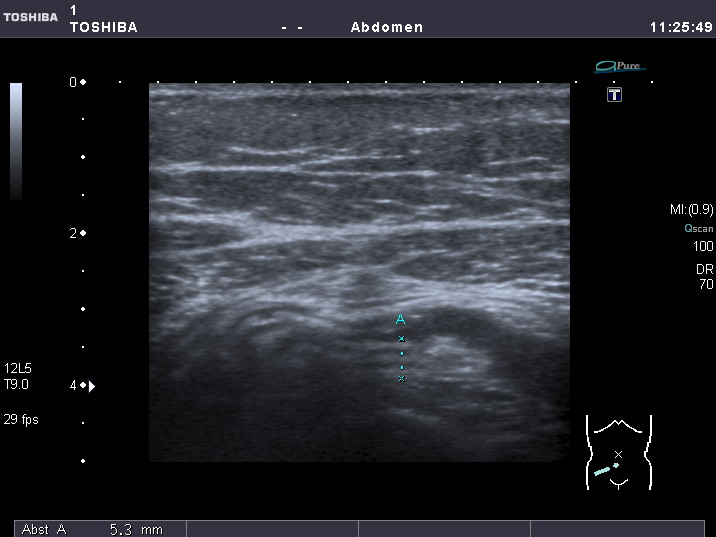 TOSHIBA
1
TOSHIBA - - Abdomen 11:25:49
aPure
T
0
2
4
A
MI:(0.9)
Qscan
100
DR
70
12L5
T9.0
29 fps
Abst A 5.3 mm